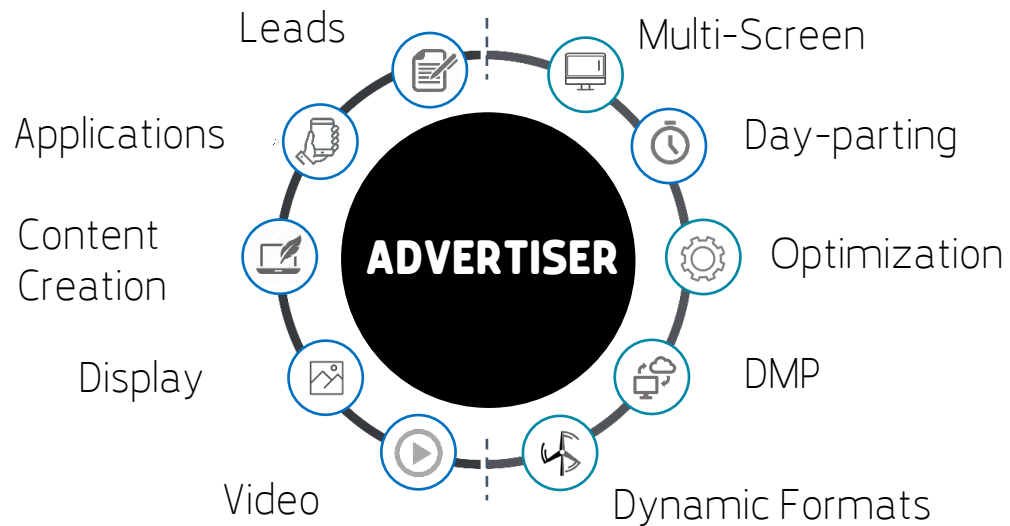 Leads
Multi-Screen
Applications
Day-parting
Content
Creation
ADVERTISER
Optimization
Display
DMP
Video
Dynamic Formats